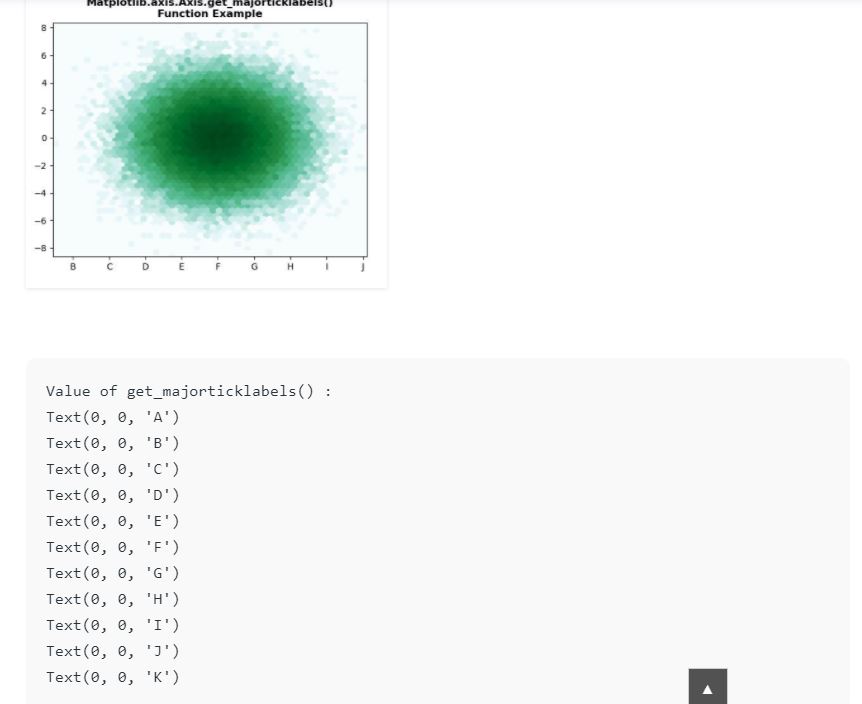 Matplotlib.axis.Axis.get_majorticklabels()
Function Example
8
6
4
2
0
−2
−4
−6
−8
B C D E F G H I J
Value of get_majorticklabels() :
Text(0, 0, 'A')
Text(0, 0, 'B')
Text(0, 0, 'C')
Text(0, 0, 'D')
Text(0, 0, 'E')
Text(0, 0, 'F')
Text(0, 0, 'G')
Text(0, 0, 'H')
Text(0, 0, 'I')
Text(0, 0, 'J')
Text(0, 0, 'K')